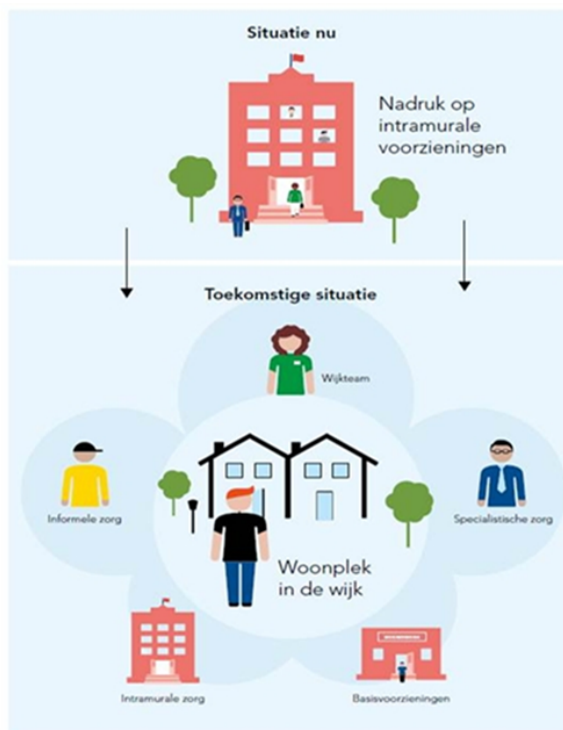 Situatie nu
Nadruk op
intramurale
voorzieningen
Toekomstige situatie
Wijkteam
Informele zorg
Specialistische zorg
Woonplek
in de wijk
Intramurale zorg
Basisvoorzieningen